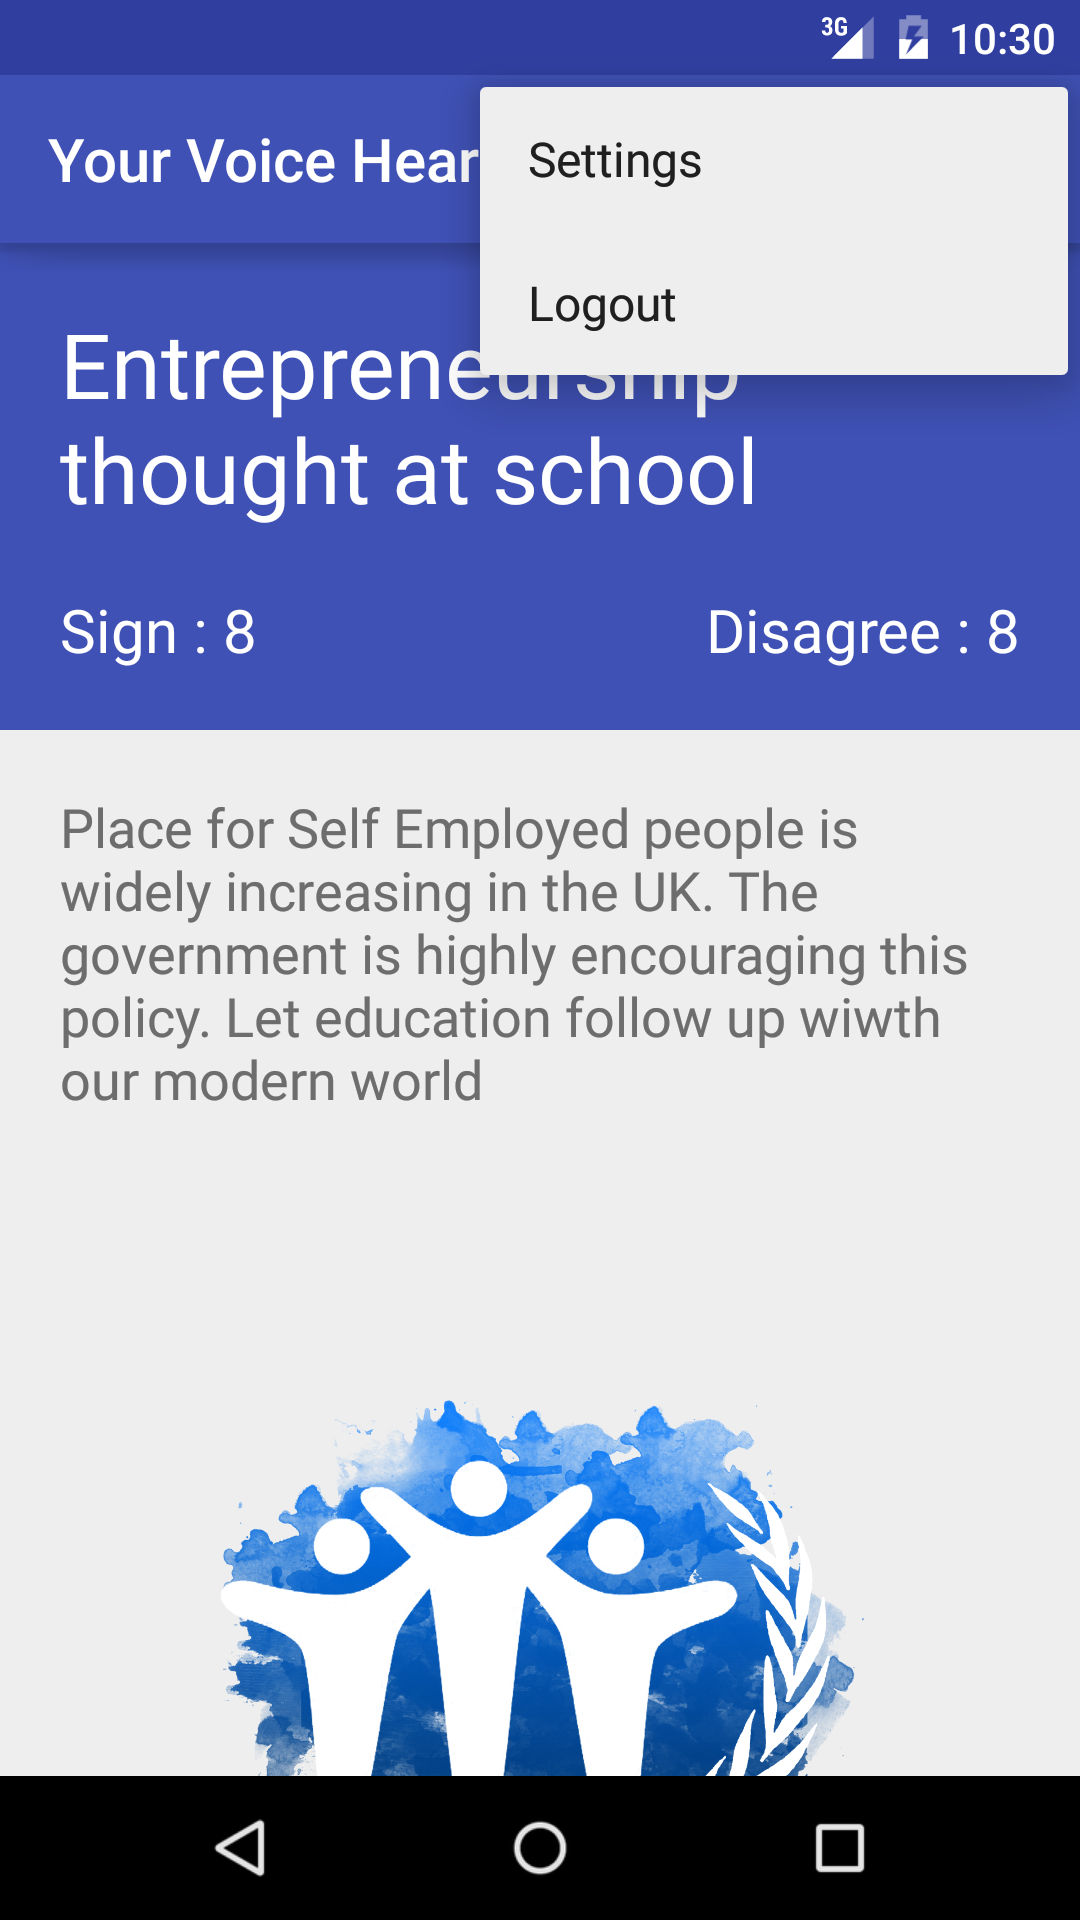 3G 10:30
Your Voice Hear
Settings
Logout
Entrepreneurship
thought at school
Sign : 8
Disagree : 8
Place for Self Employed people is
widely increasing in the UK. The
government is highly encouraging this
policy. Let education follow up wiwth
our modern world